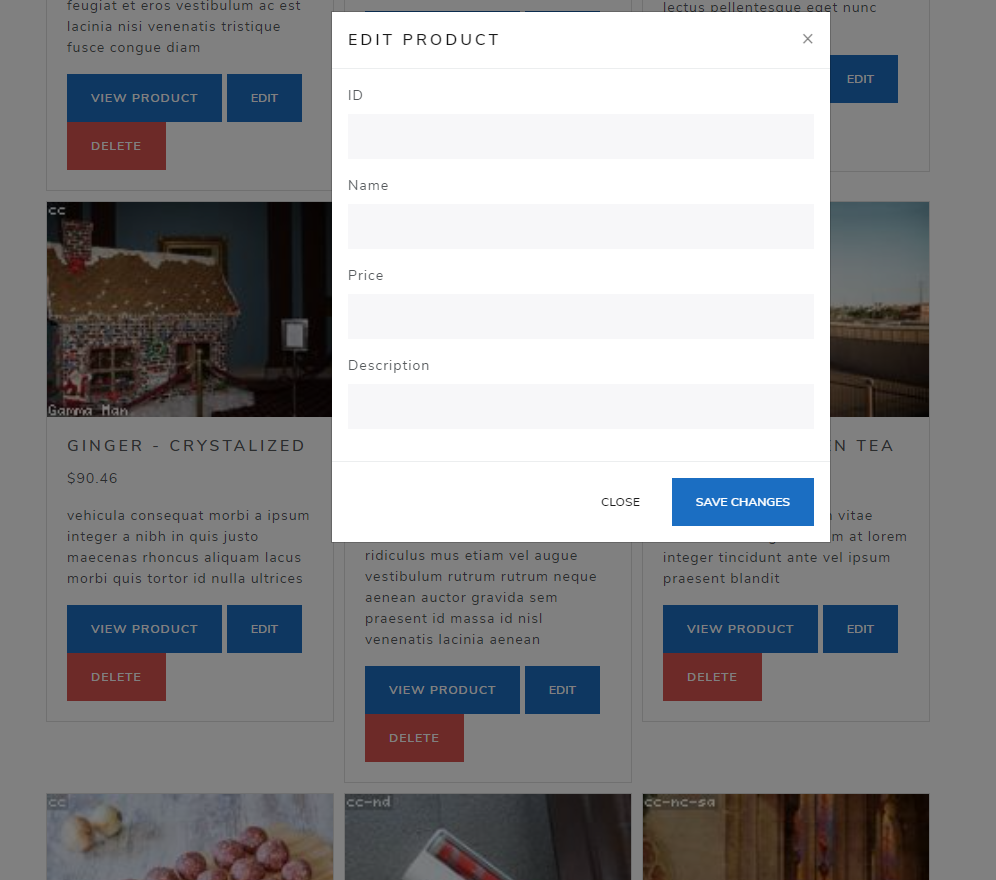 feugiat et eros vestibulum ac est
lacinia nisi venenatis tristique
fusce congue diam
VIEW PRODUCT
EDIT
DELETE
lectus pellentesque eget nunc
EDIT
EDIT PRODUCT
×
ID
Name
Price
Description
CLOSE
SAVE CHANGES
cc
Gamma Man
GINGER - CRYSTALIZED
$90.46
vehicula consequat morbi a ipsum
integer a nibh in quis justo
maecenas rhoncus aliquam lacus
morbi quis tortor id nulla ultrices
VIEW PRODUCT
EDIT
DELETE
ridiculus mus etiam vel augue
vestibulum rutrum rutrum neque
aenean auctor gravida sem
praesent id massa id nisl
venenatis lacinia aenean
VIEW PRODUCT
EDIT
DELETE
TEA
vitae
at lorem
integer tincidunt ante vel ipsum
praesent blandit
VIEW PRODUCT
EDIT
DELETE
cc
cc-nd
cc-nc-sa